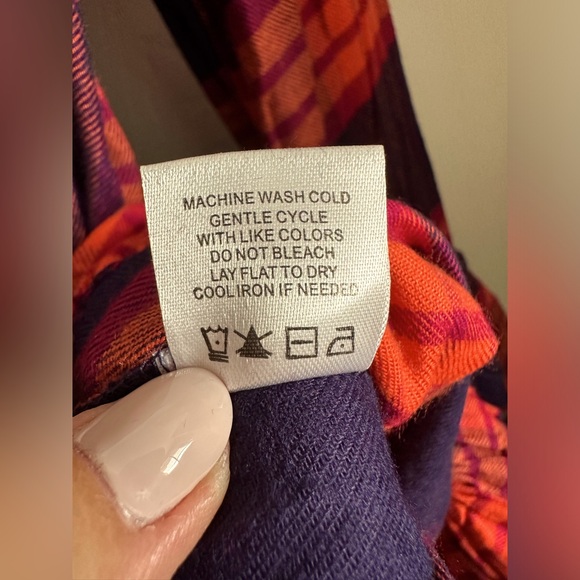 MACHINE WASH COLD
GENTLE CYCLE
WITH LIKE COLORS
DO NOT BLEACH
LAY FLAT TO DRY
COOL IRON IF NEEDED